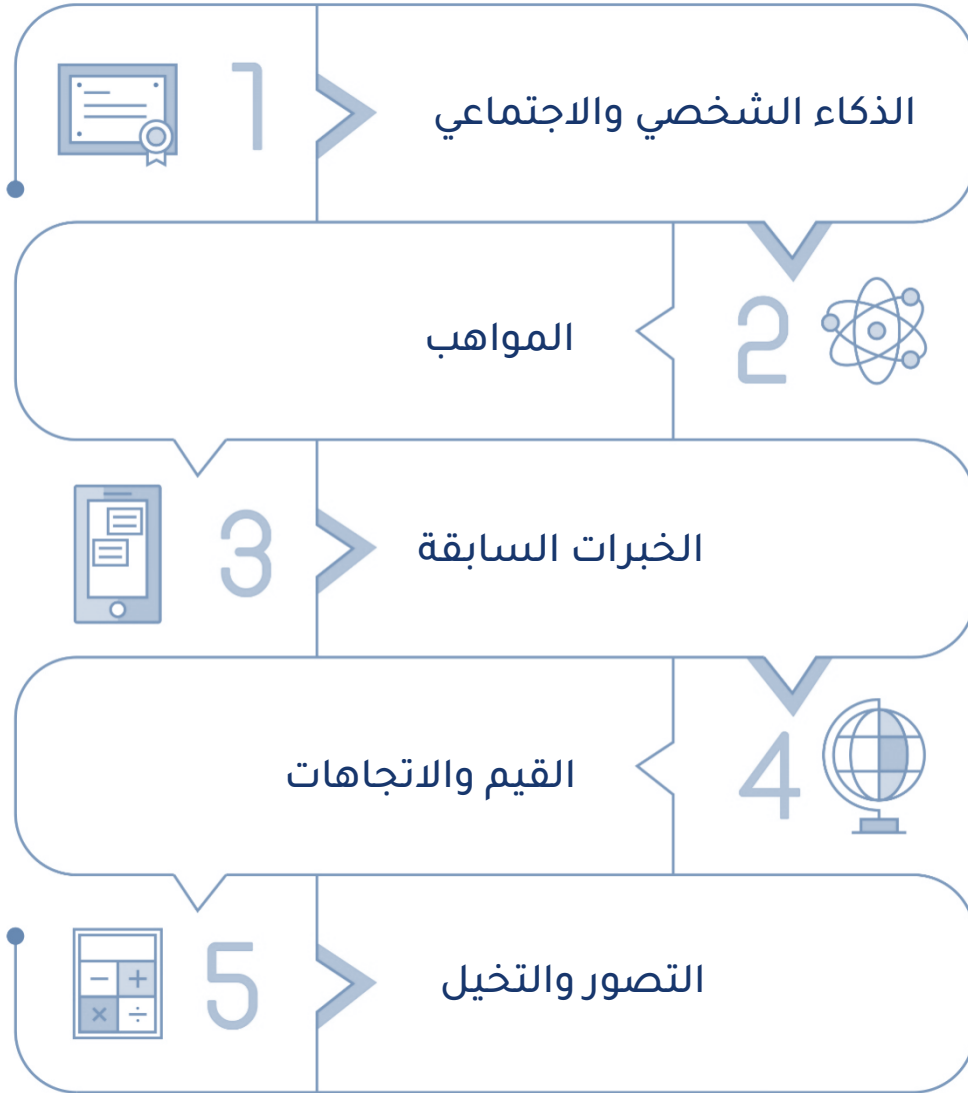 1
الذكاء الشخصي والاجتماعي
2
المواهب
3
الخبرات السابقة
4
القيم والاتجاهات
5
التصور والتخيل
− +
× ÷